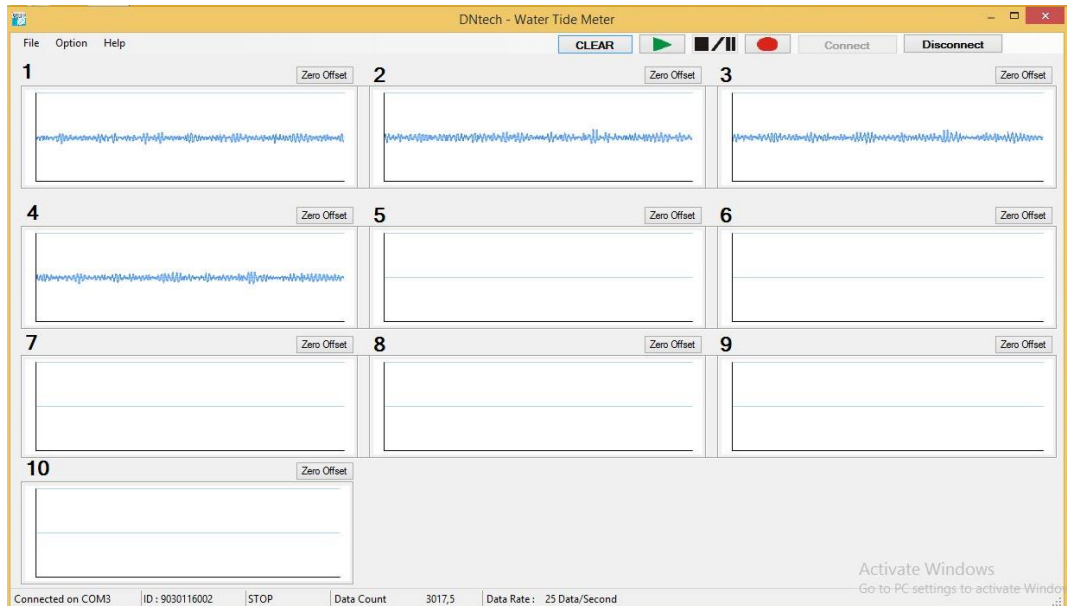 DNtech - Water Tide Meter
File Option Help CLEAR Connect Disconnect
1 Zero Offset 2 Zero Offset 3 Zero Offset
4 Zero Offset 5 Zero Offset 6 Zero Offset
7 Zero Offset 8 Zero Offset 9 Zero Offset
10 Zero Offset
Activate Windows
Go to PC settings to activate Windo
Connected on COM3 ID : 9030116002 STOP Data Count 3017,5 Data Rate : 25 Data/Second